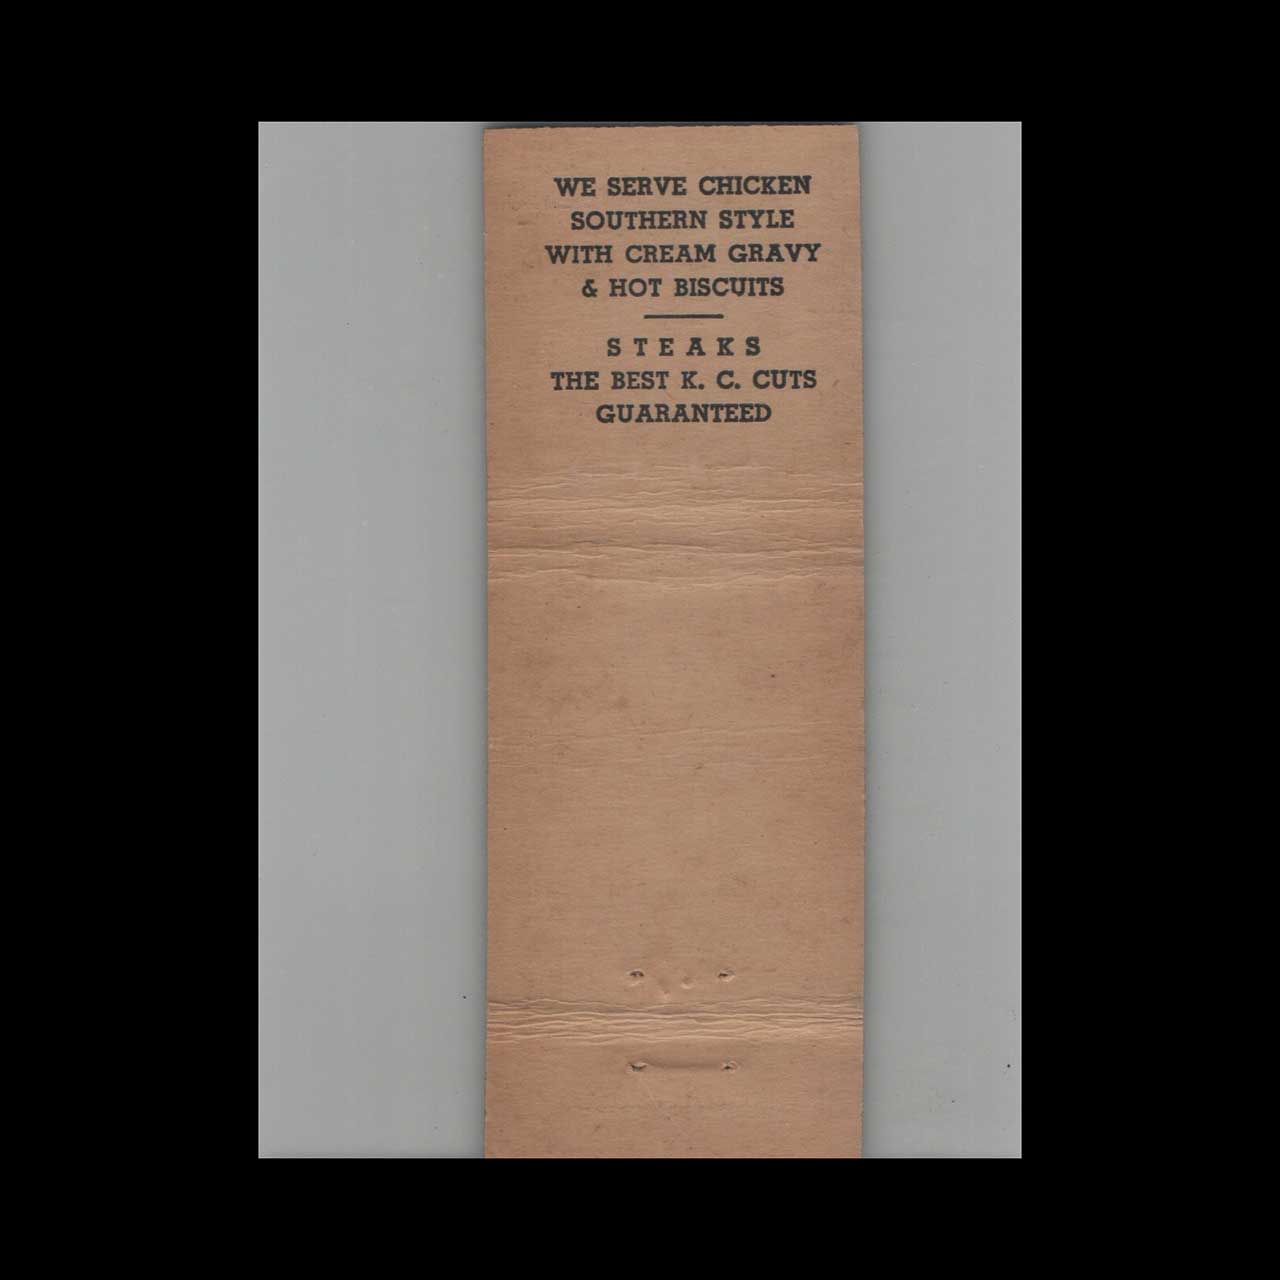 WE SERVE CHICKEN
SOUTHERN STYLE
WITH CREAM GRAVY
& HOT BISCUITS
STEAKS
THE BEST K. C. CUTS
GUARANTEED